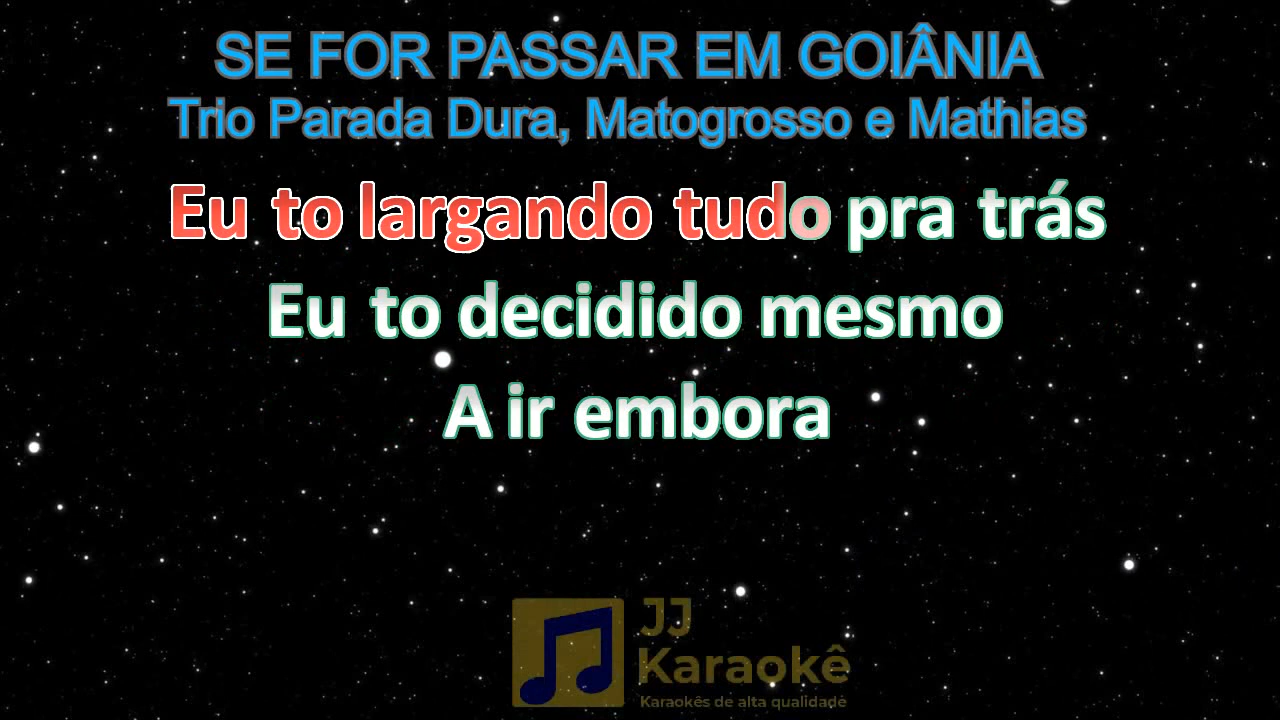 SE FOR PASSAR EM GOIÂNIA
Trio Parada Dura, Matogrosso e Mathias
Eu to largando tudo pra trás
Eu to decidido mesmo
A ir embora
JJ
Karaokê
Karaokês de alta qualidade